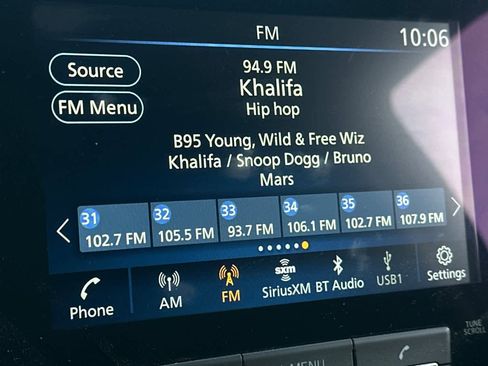 FM
10:06
Source
94.9 FM
Khalifa
FM Menu
Hip hop
B95 Young, Wild & Free Wiz
Khalifa / Snoop Dogg / Bruno
Mars
31 32 33 34 35 36
102.7 FM 105.5 FM 93.7 FM 106.1 FM 102.7 FM 107.9 FM
Phone AM FM sxm SiriusXM BT Audio USB1 Settings
TUNE
SCROLL
MENU